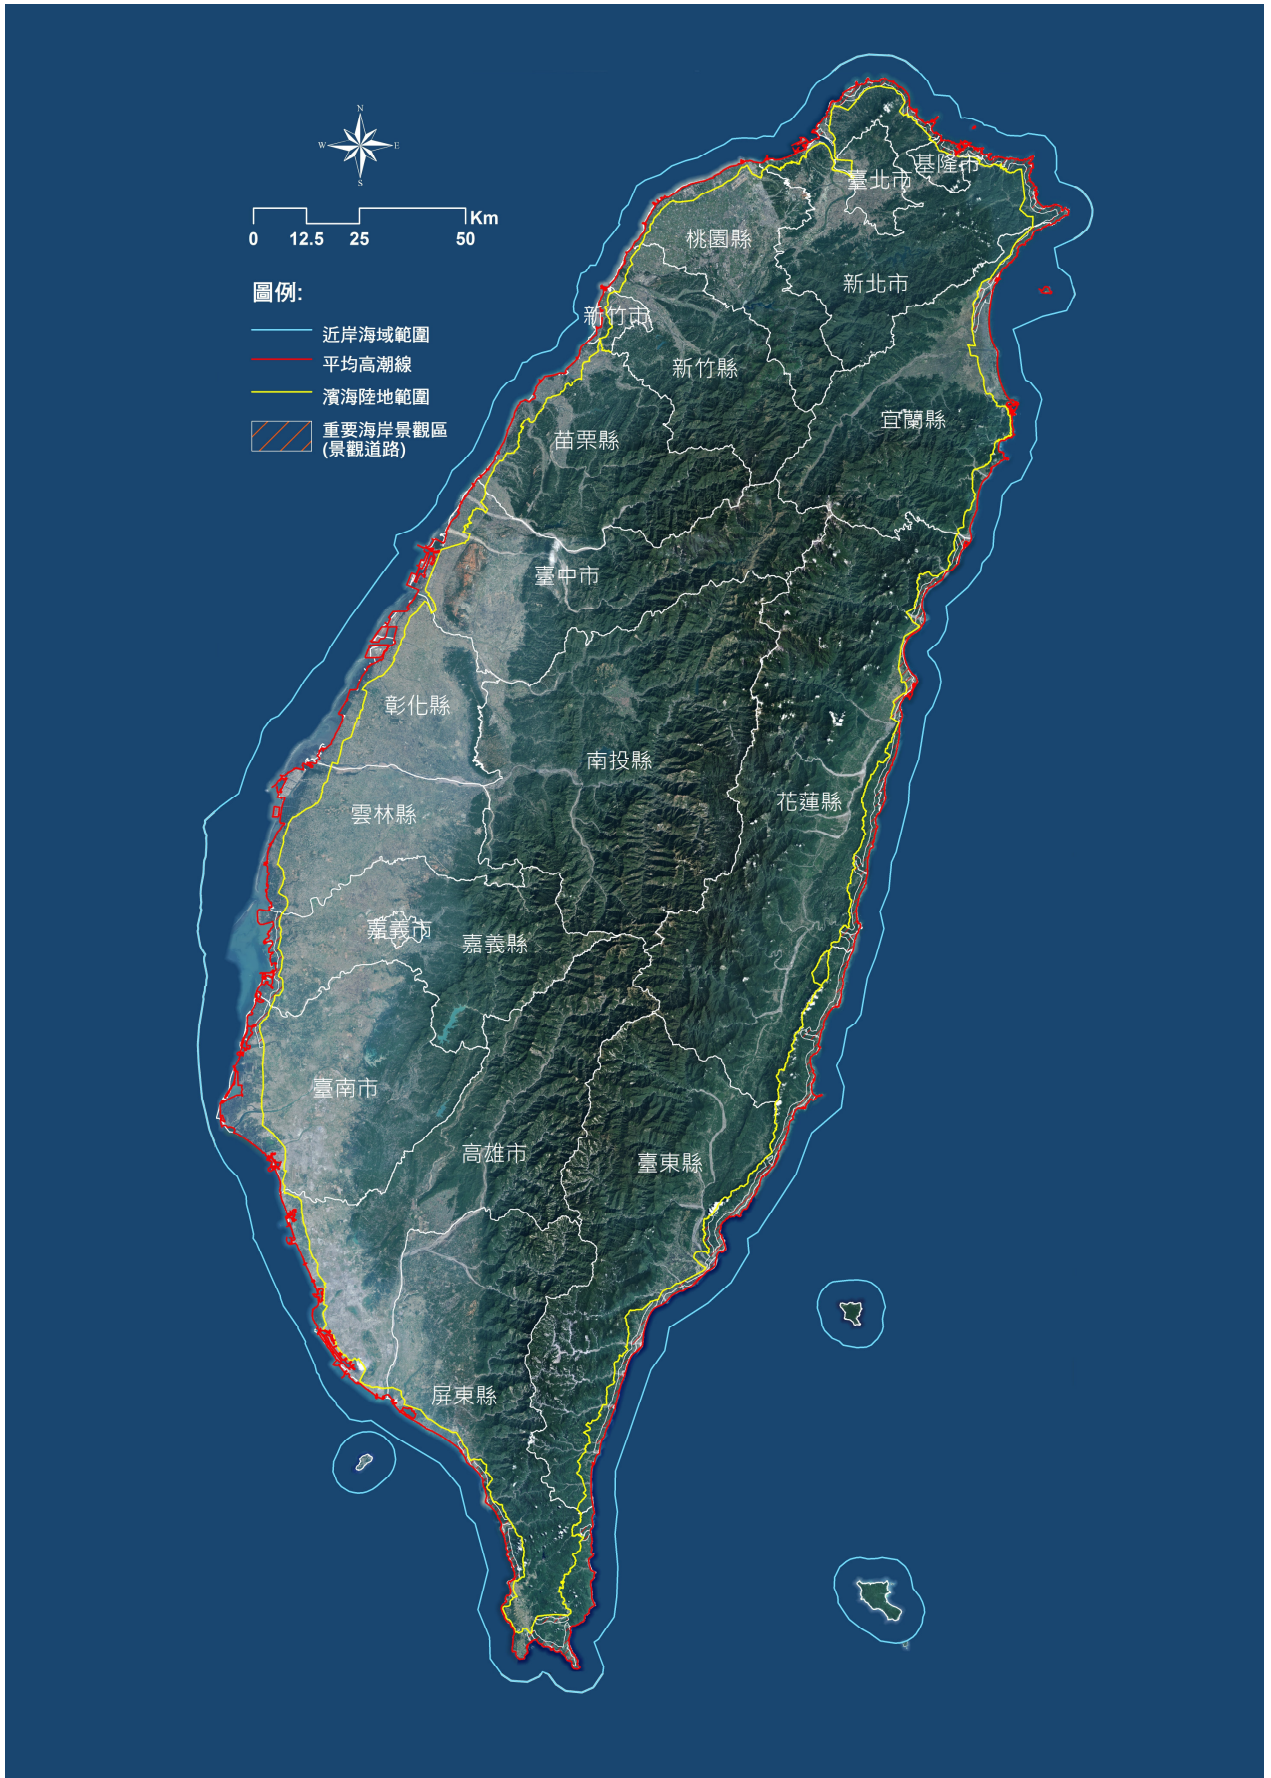 N
W
E
S
Km
0
12.5
25
50
圖例:
近岸海域範圍
平均高潮線
濱海陸地範圍
重要海岸景觀區
(景觀道路)
基隆市
臺北市
桃園縣
新北市
新竹市
新竹縣
宜蘭縣
苗栗縣
臺中市
彰化縣
南投縣
花蓮縣
雲林縣
嘉義市
嘉義縣
臺南市
高雄市
臺東縣
屏東縣